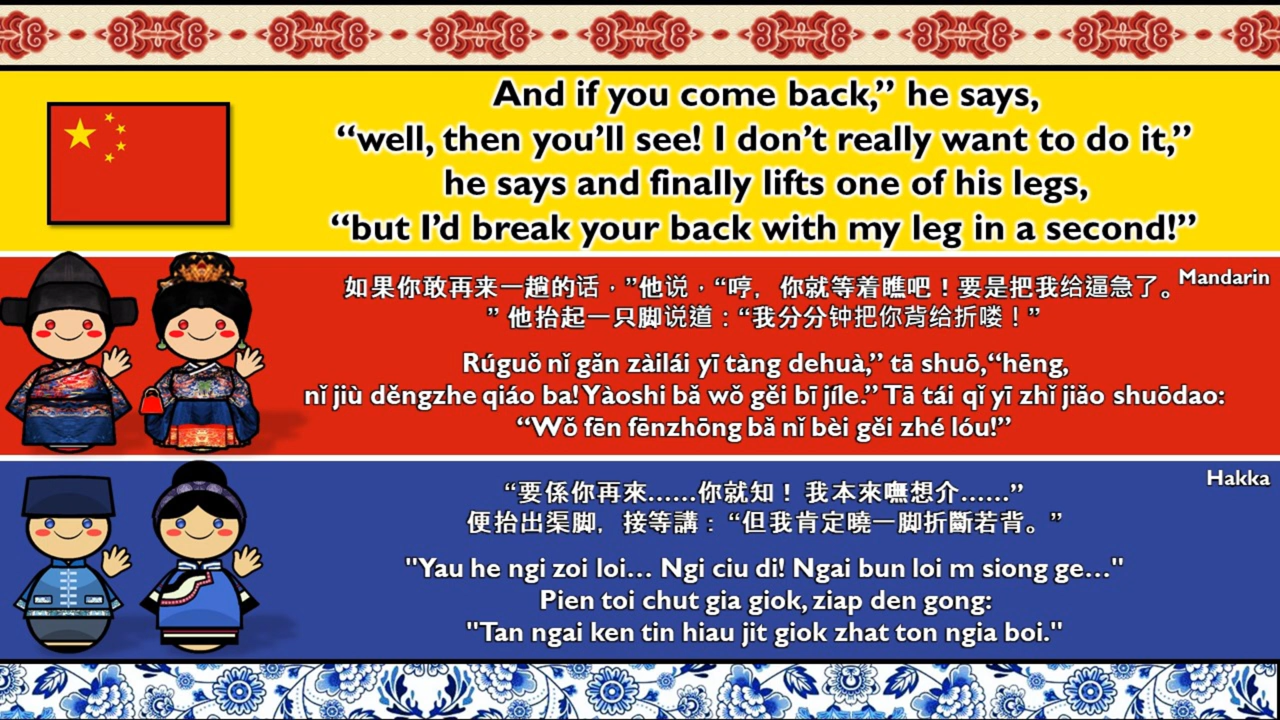 And if you come back,” he says,
“well, then you’ll see! I don’t really want to do it,”
he says and finally lifts one of his legs,
“but I’d break your back with my leg in a second!”
Mandarin
如果你敢再来一趟的话，”他说，“哼，你就等着瞧吧！要是把我给逼急了。
” 他抬起一只脚说道：“我分分钟把你背给折喽！”
Rúguǒ nǐ gǎn zàilái yī tàng dehuà,” tā shuō,“hēng,
nǐ jiù děngzhe qiáo ba! Yàoshi bǎ wǒ gěi bī jíle.” Tā tái qǐ yī zhǐ jiǎo shuōdao:
“Wǒ fēn fēnzhōng bǎ nǐ bèi gěi zhé lóu!”
Hakka
“要係你再來……你就知！ 我本來嘸想介……”
便抬出渠脚，接等講：“但我肯定曉一脚折斷若背。”
"Yau he ngi zoi loi… Ngi ciu di! Ngai bun loi m siong ge…"
Pien toi chut gia giok, ziap den gong:
"Tan ngai ken tin hiau jit giok zhat ton ngia boi."